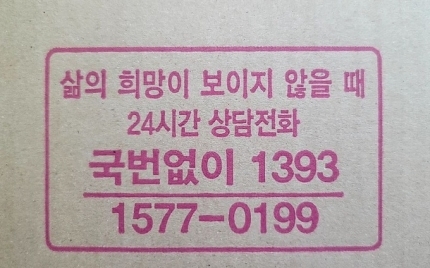 삶의 희망이 보이지 않을 때
24시간 상담전화
국번없이 1393
1577-0199